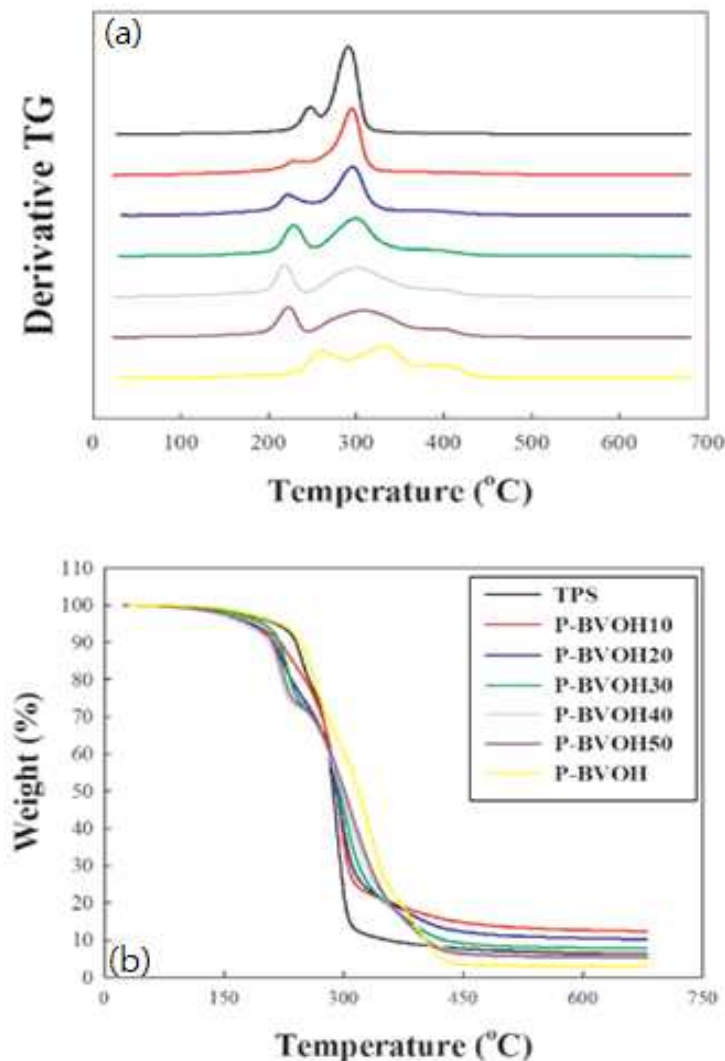 (a)
Derivative TG
0 100 200 300 400 500 600 700
Temperature (°C)
110
100
90
80
70
60
50
40
30
20
10
0
Weight (%)
TPS
P-BVOH10
P-BVOH20
P-BVOH30
P-BVOH40
P-BVOH50
P-BVOH
(b)
0 150 300 450 600 750
Temperature (°C)